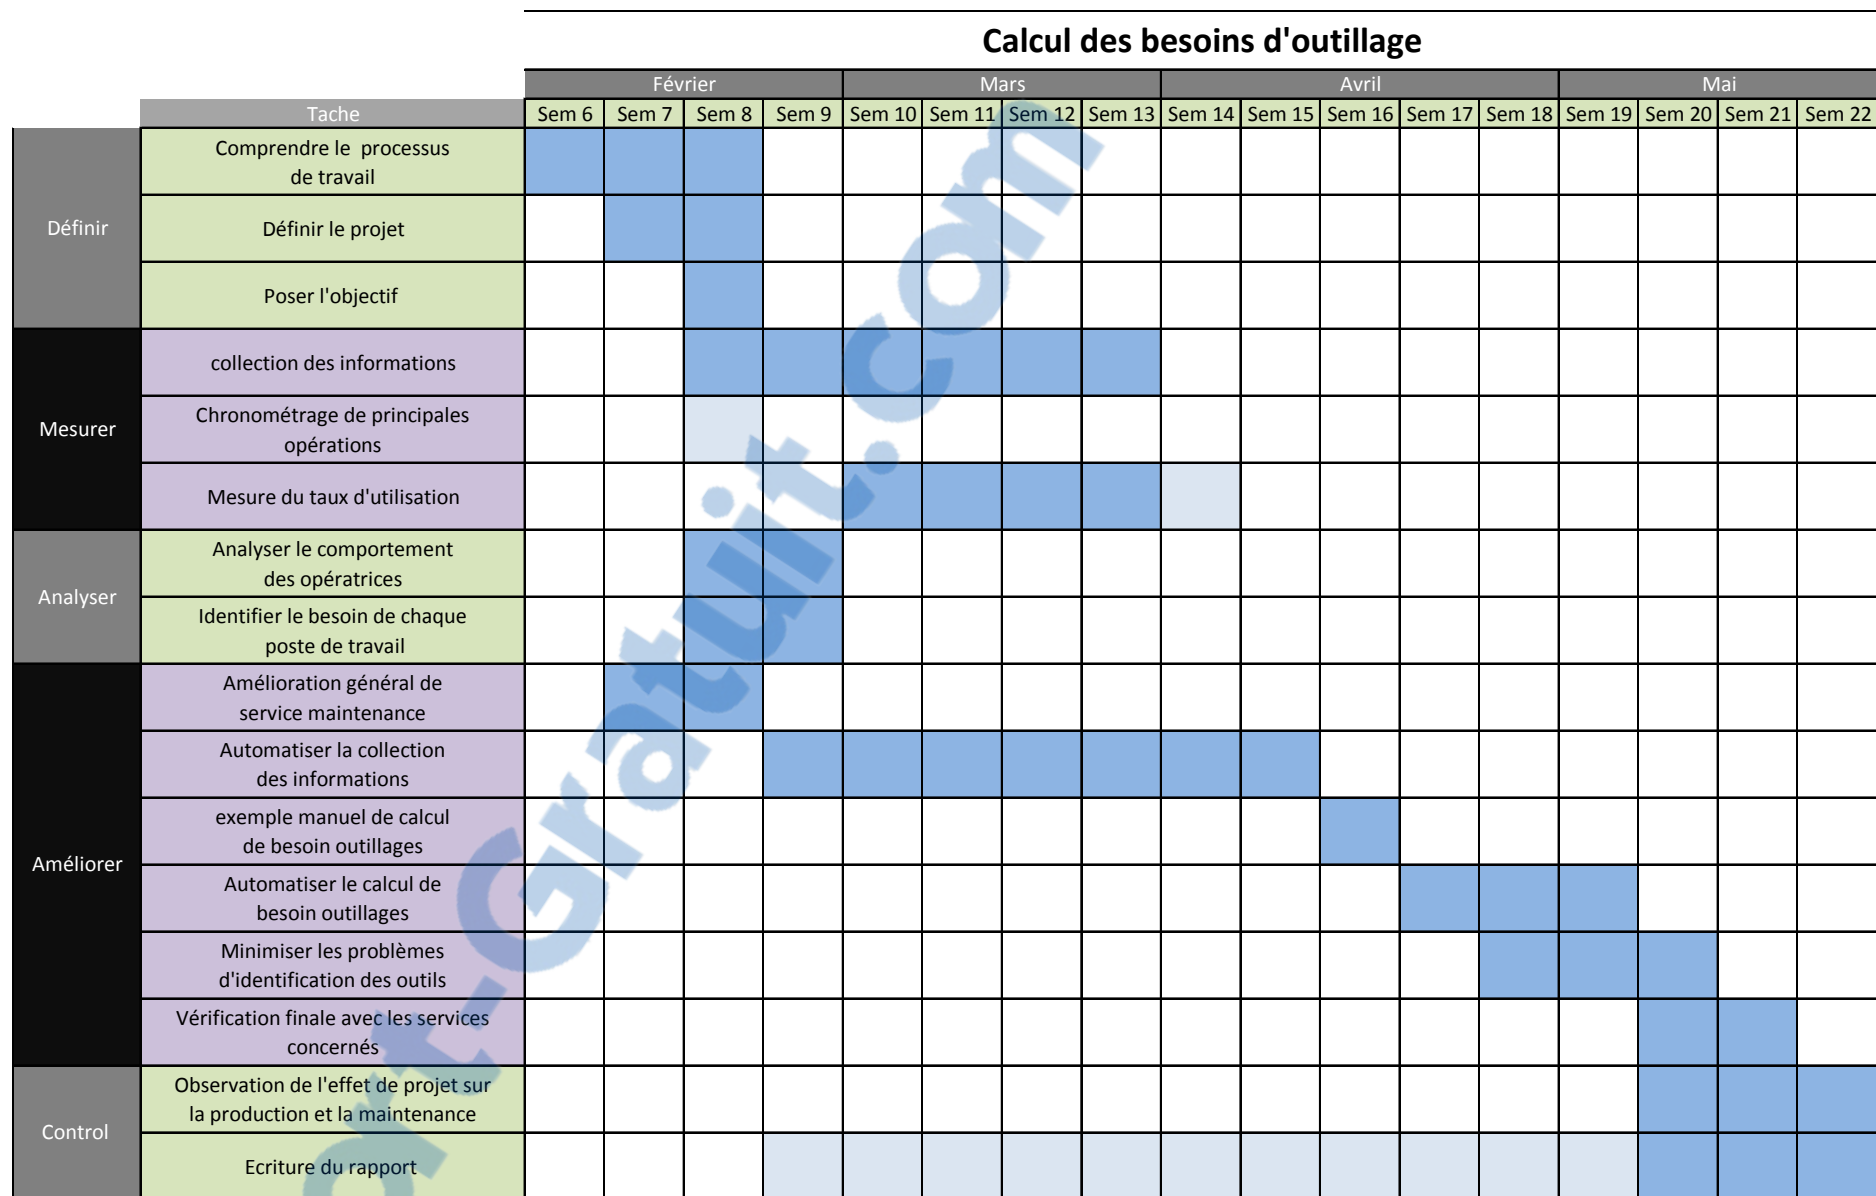 Calcul des besoins d'outillage
Février Mars Avril Mai
Tache Sem 6 Sem 7 Sem 8 Sem 9 Sem 10 Sem 11 Sem 12 Sem 13 Sem 14 Sem 15 Sem 16 Sem 17 Sem 18 Sem 19 Sem 20 Sem 21 Sem 22
Définir
Comprendre le processus
de travail
Définir le projet
Poser l'objectif
Mesurer
collection des informations
Chronométrage de principales
opérations
Mesure du taux d'utilisation
Analyser
Analyser le comportement
des opératrices
Identifier le besoin de chaque
poste de travail
Améliorer
Amélioration général de
service maintenance
Automatiser la collection
des informations
exemple manuel de calcul
de besoin outillages
Automatiser le calcul de
besoin outillages
Minimiser les problèmes
d'identification des outils
Vérification finale avec les services
concernés
Control
Observation de l'effet de projet sur
la production et la maintenance
Ecriture du rapport
ort-Gratuit.com